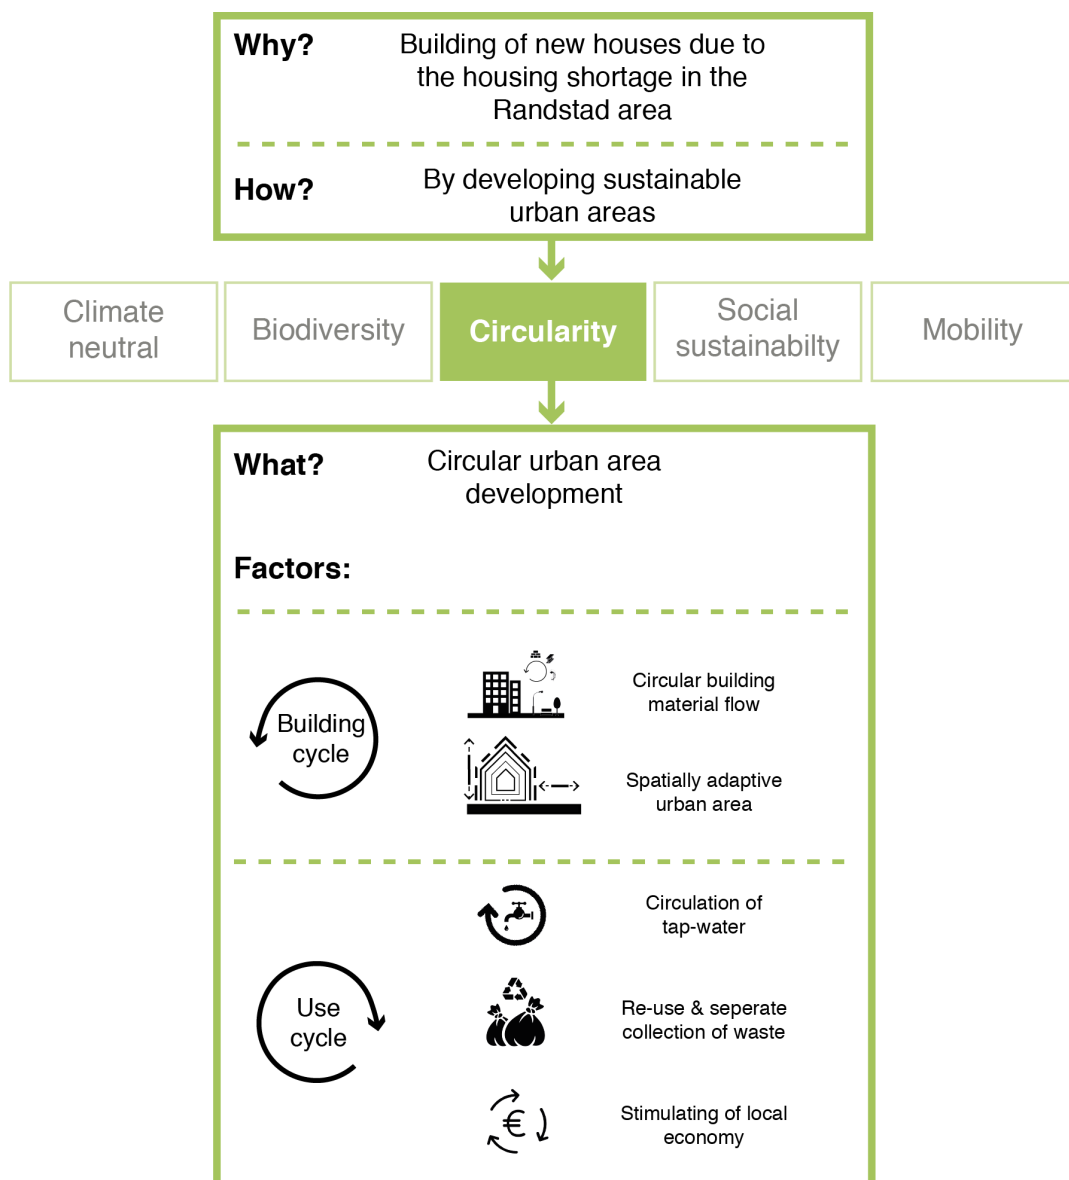 Why?
Building of new houses due to
the housing shortage in the
Randstad area
How?
By developing sustainable
urban areas
Climate
neutral
Biodiversity
Circularity
Social
sustainabilty
Mobility
What?
Circular urban area
development
Factors:
Building
cycle
Circular building
material flow
Spatially adaptive
urban area
Use
cycle
Circulation of
tap-water
Re-use & seperate
collection of waste
€
Stimulating of local
economy